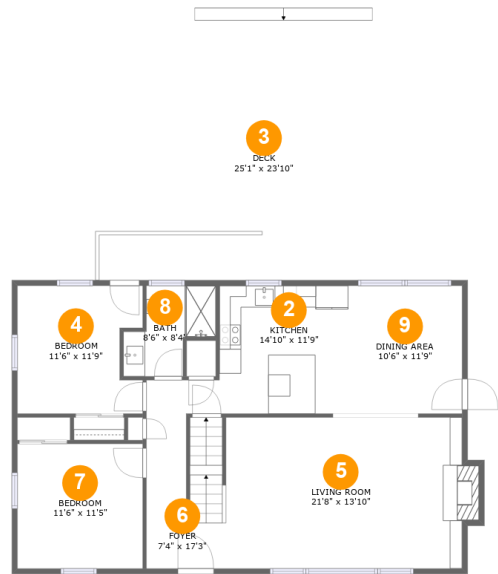 3
DECK
25'1" x 23'10"
4
BEDROOM
11'6" x 11'9"
8
BATH
8'6" x 8'4"
2
KITCHEN
14'10" x 11'9"
9
DINING AREA
10'6" x 11'9"
7
BEDROOM
11'6" x 11'5"
6
FOYER
7'4" x 17'3"
5
LIVING ROOM
21'8" x 13'10"